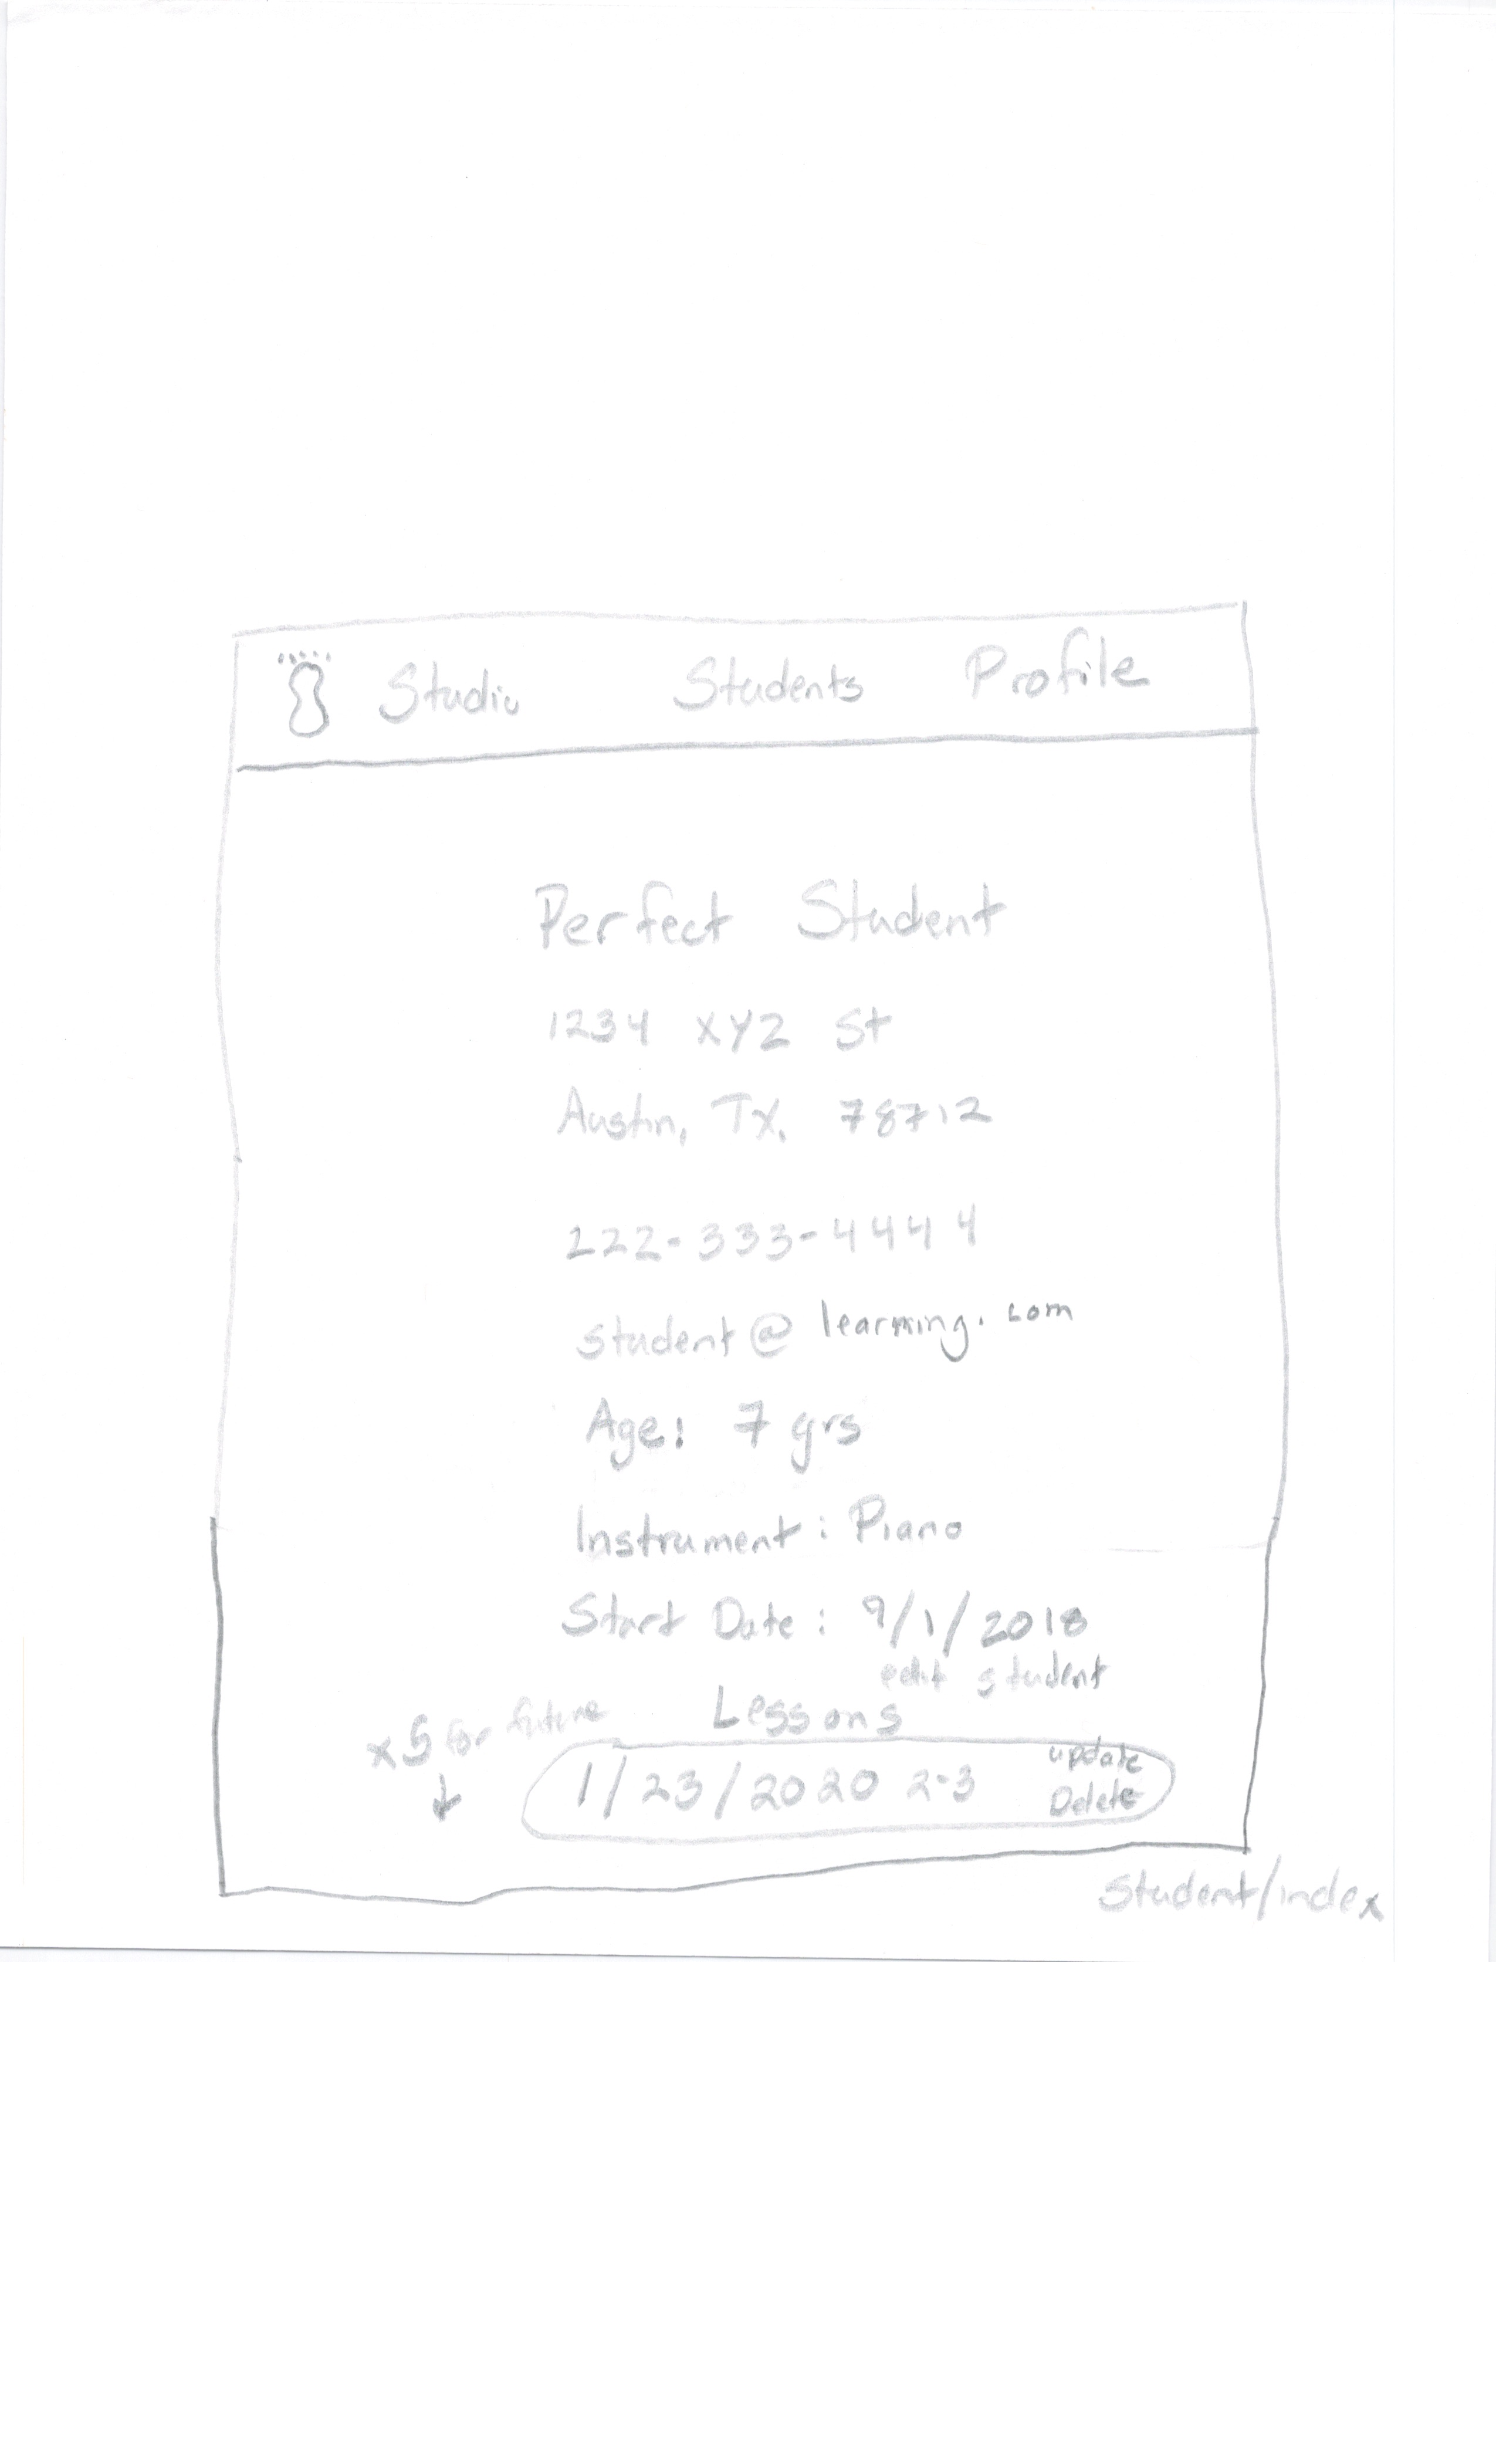 Studio Students Profile
Perfect Student
1234 XYZ St
Austin, TX, 78712
222-333-4444
student@learning.com
Age: 7 yrs
Instrument: Piano
Start Date: 9/1/2018
edit student
Lessons
x5 for future
1/23/2020 2-3 update
Delete
student/index